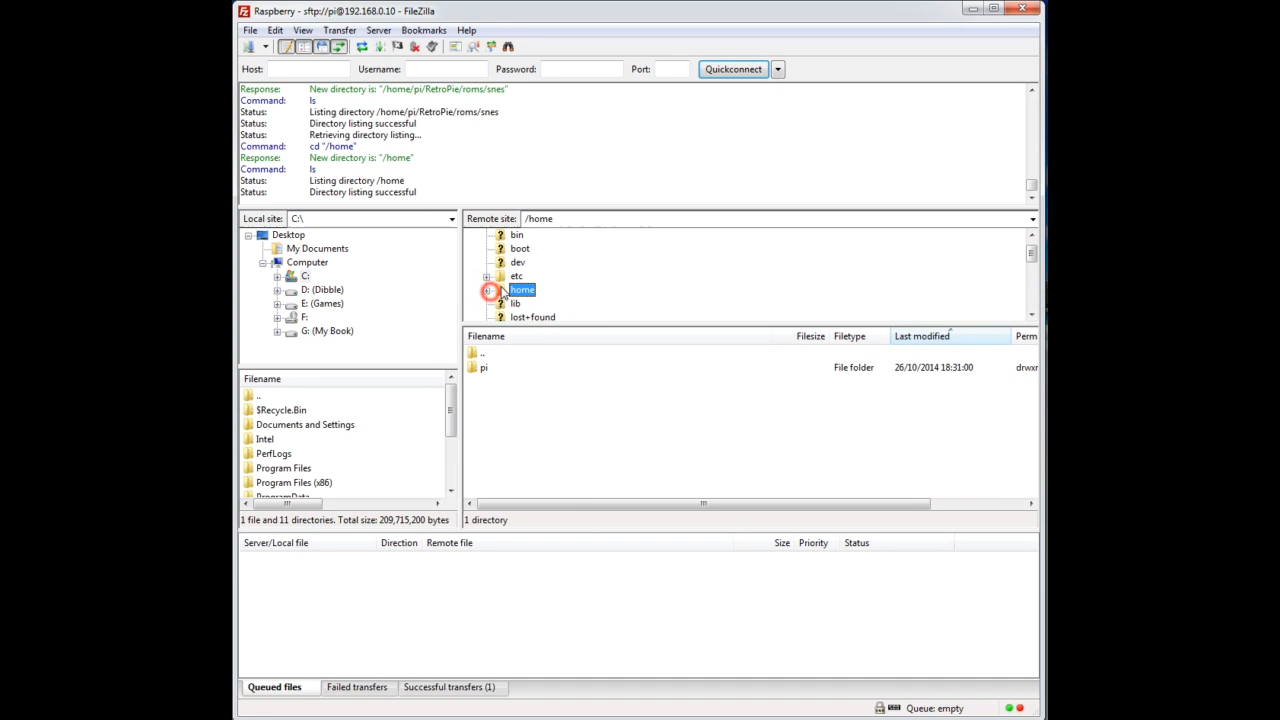 Raspberry - sftp://pi@192.168.0.10 - FileZilla
File Edit View Transfer Server Bookmarks Help
Host: Username: Password: Port: Quickconnect
Response: New directory is: "/home/pi/RetroPie/roms/snes"
Command: ls
Status: Listing directory /home/pi/RetroPie/roms/snes
Status: Directory listing successful
Status: Retrieving directory listing...
Command: cd "/home"
Response: New directory is: "/home"
Command: ls
Status: Listing directory /home
Status: Directory listing successful
Local site: C:\
Desktop
My Documents
Computer
C:
D: (Dibble)
E: (Games)
F:
G: (My Book)
Filename
..
$Recycle.Bin
Documents and Settings
Intel
PerfLogs
Program Files
Program Files (x86)
ProgramData
1 file and 11 directories. Total size: 209,715,200 bytes
Remote site: /home
bin
boot
dev
etc
home
lib
lost+found
Filename Filesize Filetype Last modified Perm
..
pi File folder 26/10/2014 18:31:00 drwxr
1 directory
Server/Local file Direction Remote file Size Priority Status
Queued files Failed transfers Successful transfers (1)
Queue: empty